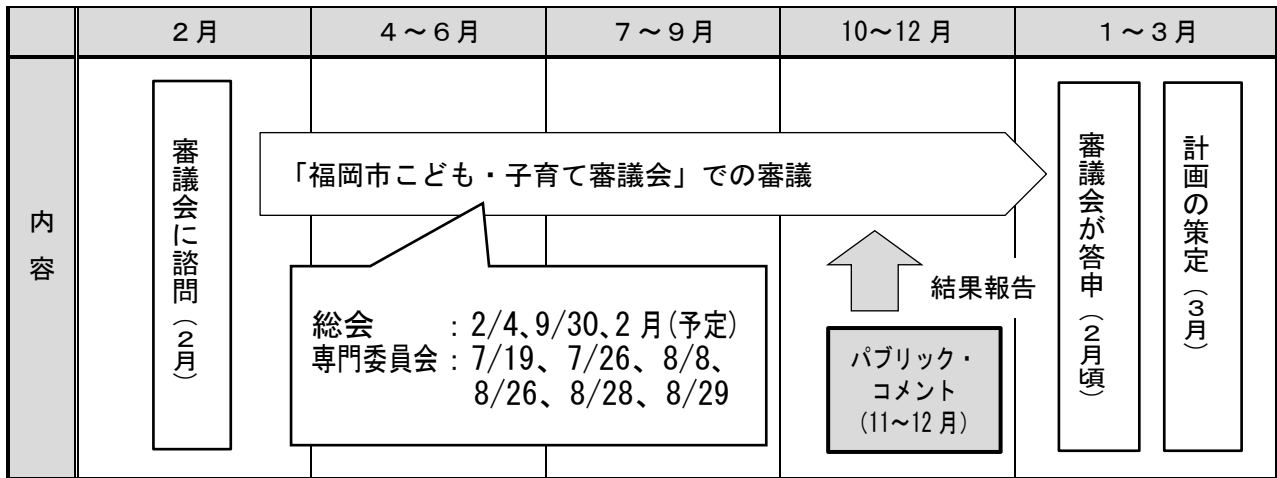 2月
4～6月
7～9月
10～12月
1～3月
内容
審議会に諮問（2月）
「福岡市こども・子育て審議会」での審議
総会　　　：2/4、9/30、2月(予定)
専門委員会：7/19、7/26、8/8、
8/26、8/28、8/29
結果報告
パブリック・
コメント
(11～12月)
審議会が答申（2月頃）
計画の策定（3月）